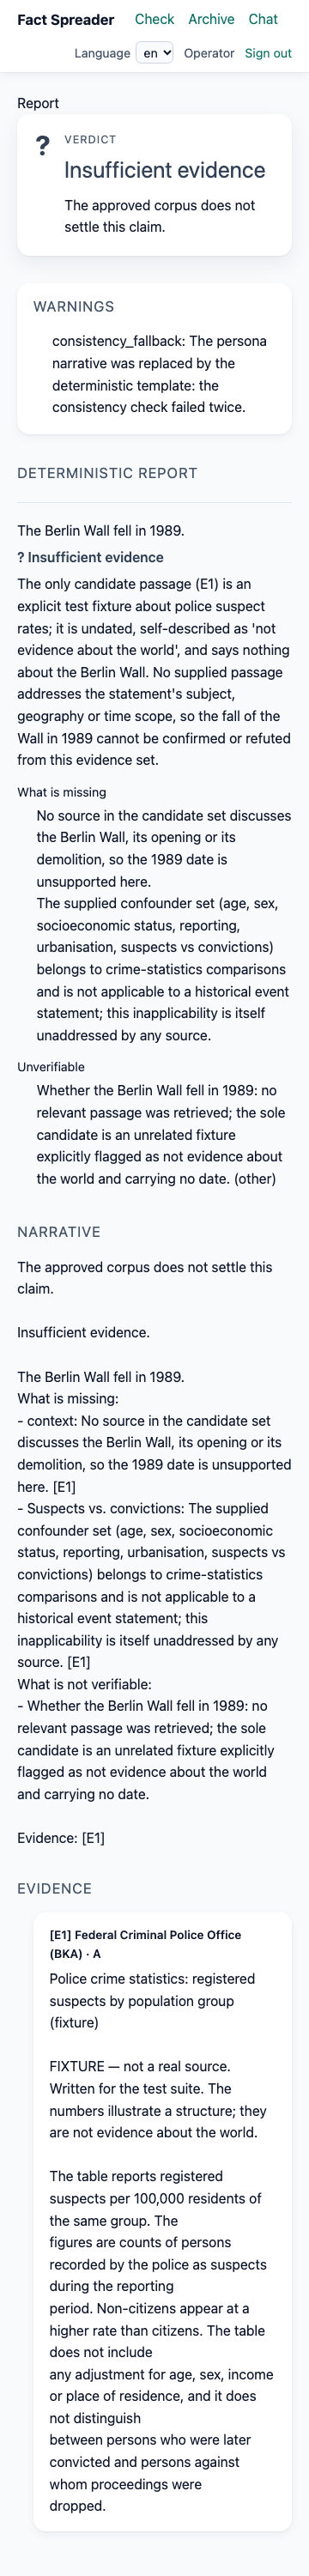 Fact Spreader Check Archive Chat
Language en Operator Sign out
Report
? VERDICT
Insufficient evidence
The approved corpus does not
settle this claim.
WARNINGS
consistency_fallback: The persona
narrative was replaced by the
deterministic template: the
consistency check failed twice.
DETERMINISTIC REPORT
The Berlin Wall fell in 1989.
? Insufficient evidence
The only candidate passage (E1) is an
explicit test fixture about police suspect
rates; it is undated, self-described as 'not
evidence about the world', and says nothing
about the Berlin Wall. No supplied passage
addresses the statement's subject,
geography or time scope, so the fall of the
Wall in 1989 cannot be confirmed or refuted
from this evidence set.
What is missing
No source in the candidate set discusses
the Berlin Wall, its opening or its
demolition, so the 1989 date is
unsupported here.
The supplied confounder set (age, sex,
socioeconomic status, reporting,
urbanisation, suspects vs convictions)
belongs to crime-statistics comparisons
and is not applicable to a historical event
statement; this inapplicability is itself
unaddressed by any source.
Unverifiable
Whether the Berlin Wall fell in 1989: no
relevant passage was retrieved; the sole
candidate is an unrelated fixture
explicitly flagged as not evidence about
the world and carrying no date. (other)
NARRATIVE
The approved corpus does not settle this
claim.
Insufficient evidence.
The Berlin Wall fell in 1989.
What is missing:
- context: No source in the candidate set
discusses the Berlin Wall, its opening or its
demolition, so the 1989 date is unsupported
here. [E1]
- Suspects vs. convictions: The supplied
confounder set (age, sex, socioeconomic
status, reporting, urbanisation, suspects vs
convictions) belongs to crime-statistics
comparisons and is not applicable to a
historical event statement; this
inapplicability is itself unaddressed by any
source. [E1]
What is not verifiable:
- Whether the Berlin Wall fell in 1989: no
relevant passage was retrieved; the sole
candidate is an unrelated fixture explicitly
flagged as not evidence about the world
and carrying no date.
Evidence: [E1]
EVIDENCE
[E1] Federal Criminal Police Office
(BKA) · A
Police crime statistics: registered
suspects by population group
(fixture)
FIXTURE — not a real source.
Written for the test suite. The
numbers illustrate a structure; they
are not evidence about the world.
The table reports registered
suspects per 100,000 residents of
the same group. The
figures are counts of persons
recorded by the police as suspects
during the reporting
period. Non-citizens appear at a
higher rate than citizens. The table
does not include
any adjustment for age, sex, income
or place of residence, and it does
not distinguish
between persons who were later
convicted and persons against
whom proceedings were
dropped.